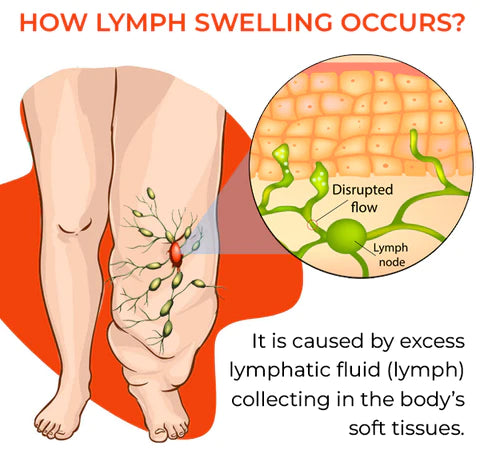 HOW LYMPH SWELLING OCCURS?
Disrupted
flow
Lymph
node
It is caused by excess
lymphatic fluid (lymph)
collecting in the body’s
soft tissues.